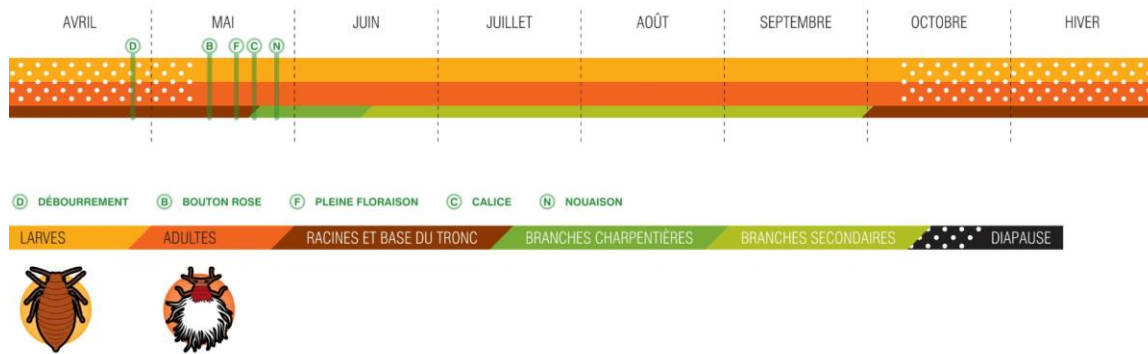 AVRIL MAI JUIN JUILLET AOÛT SEPTEMBRE OCTOBRE HIVER
D B F C N
D DÉBOURREMENT B BOUTON ROSE F PLEINE FLORAISON C CALICE N NOUAISON
LARVES ADULTES RACINES ET BASE DU TRONC BRANCHES CHARPENTIÈRES BRANCHES SECONDAIRES DIAPAUSE